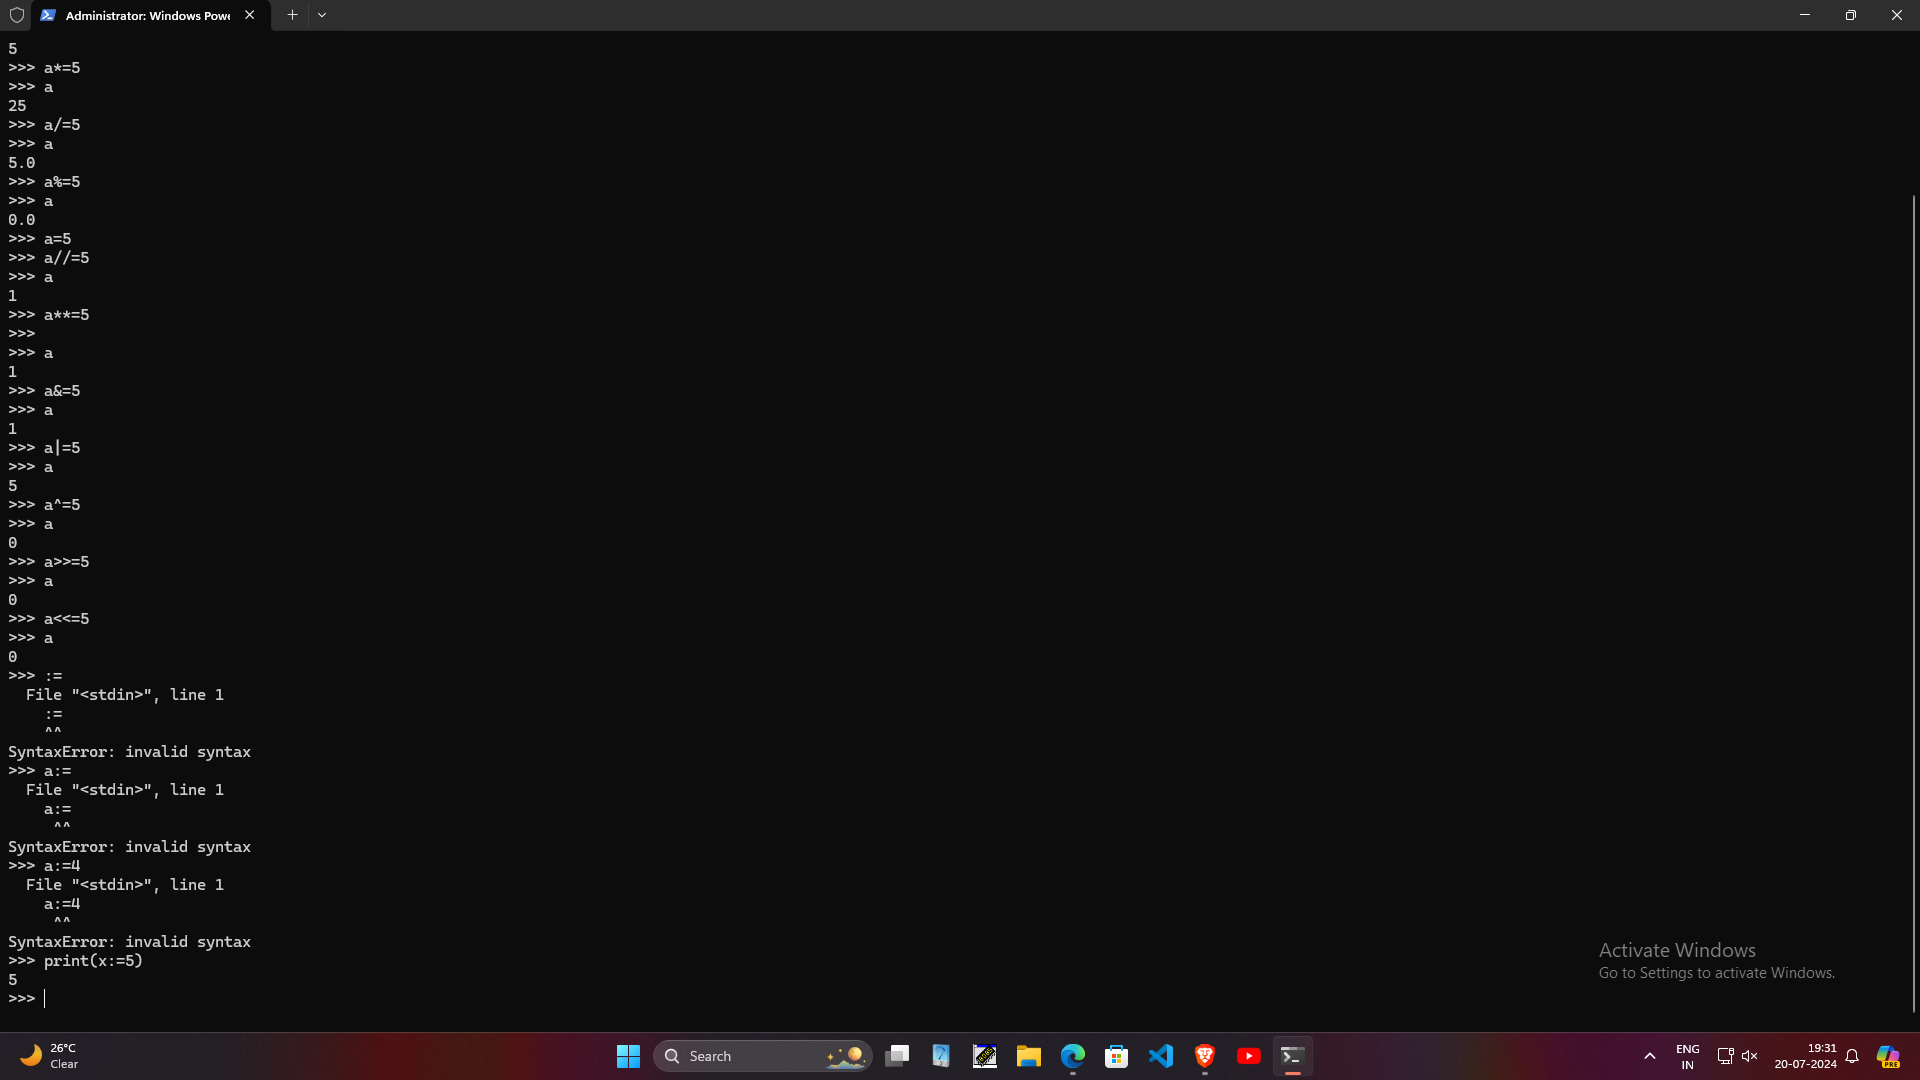 Administrator: Windows Powe
5
>>> a*=5
>>> a
25
>>> a/=5
>>> a
5.0
>>> a%=5
>>> a
0.0
>>> a=5
>>> a//=5
>>> a
1
>>> a**=5
>>>
>>> a
1
>>> a&=5
>>> a
1
>>> a|=5
>>> a
5
>>> a^=5
>>> a
0
>>> a>>=5
>>> a
0
>>> a<<=5
>>> a
0
>>> :=
  File "<stdin>", line 1
    :=
    ^^
SyntaxError: invalid syntax
>>> a:=
  File "<stdin>", line 1
    a:=
     ^^
SyntaxError: invalid syntax
>>> a:=4
  File "<stdin>", line 1
    a:=4
     ^^
SyntaxError: invalid syntax
>>> print(x:=5)
5
>>>
Activate Windows
Go to Settings to activate Windows.
26°C
Clear
Search
PRE
ENG
IN
19:31
20-07-2024